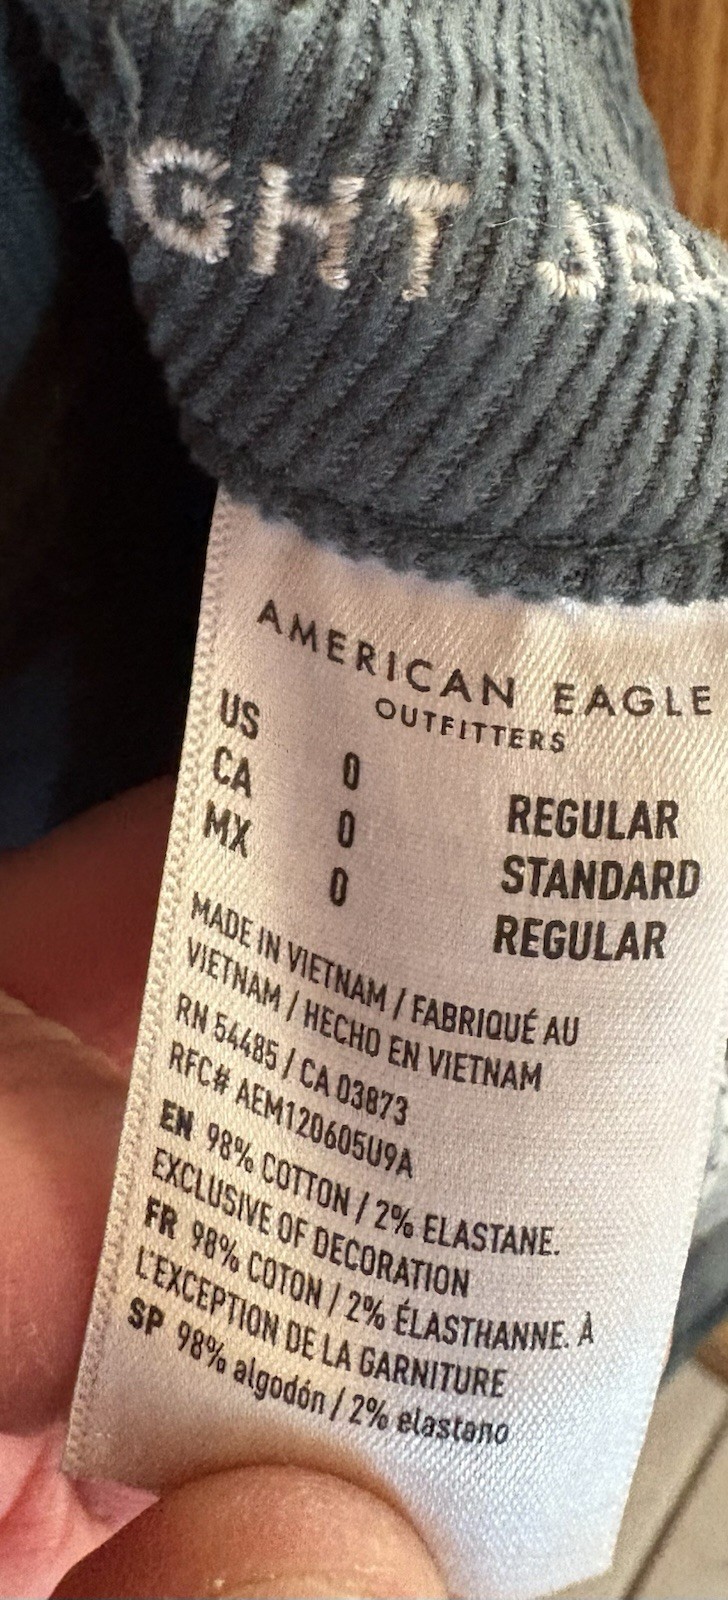 GHT JEA
AMERICAN EAGLE
OUTFITTERS
US 0 REGULAR
CA 0 STANDARD
MX 0 REGULAR
MADE IN VIETNAM / FABRIQUÉ AU
VIETNAM / HECHO EN VIETNAM
RN 54485 / CA 03873
RFC# AEM120605U9A
EN 98% COTTON / 2% ELASTANE.
EXCLUSIVE OF DECORATION
FR 98% COTON / 2% ÉLASTHANNE. À
L'EXCEPTION DE LA GARNITURE
SP 98% algodón / 2% elastano